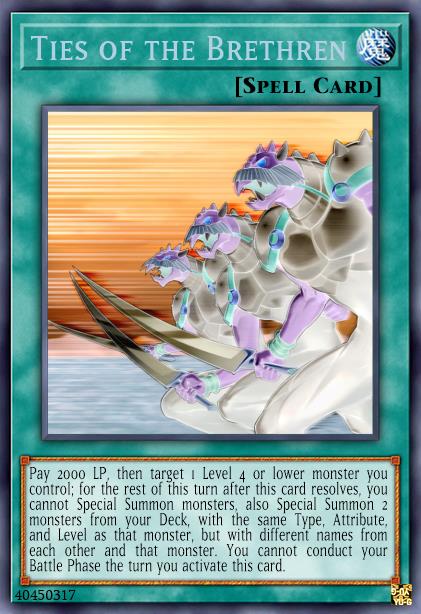 TIES OF THE BRETHREN 魔
[SPELL CARD]
Pay 2000 LP, then target 1 Level 4 or lower monster you
control; for the rest of this turn after this card resolves, you
cannot Special Summon monsters, also Special Summon 2
monsters from your Deck, with the same Type, Attribute,
and Level as that monster, but with different names from
each other and that monster. You cannot conduct your
Battle Phase the turn you activate this card.
40450317